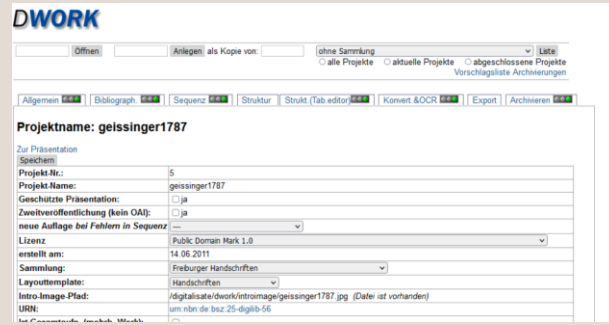 DWORK
Öffnen Anlegen als Kopie von: ohne Sammlung Liste
alle Projekte aktuelle Projekte abgeschlossene Projekte
Vorschlagsliste Archivierungen
Allgemein Bibliograph. Sequenz Struktur Strukt.(Tab.editor) Konvert.&OCR Export Archivieren
Projektname: geissinger1787
Zur Präsentation
Speichern
Projekt-Nr.: 5
Projekt-Name: geissinger1787
Geschützte Präsentation: ja
Zweitveröffentlichung (kein OAI): ja
neue Auflage bei Fehlern in Sequenz ---
Lizenz Public Domain Mark 1.0
erstellt am: 14.06.2011
Sammlung: Freiburger Handschriften
Layouttemplate: Handschriften
Intro-Image-Pfad: /digitalisate/dwork/introimage/geissinger1787.jpg (Datei ist vorhanden)
URN: urn:nbn:de:bsz:25-digilib-56